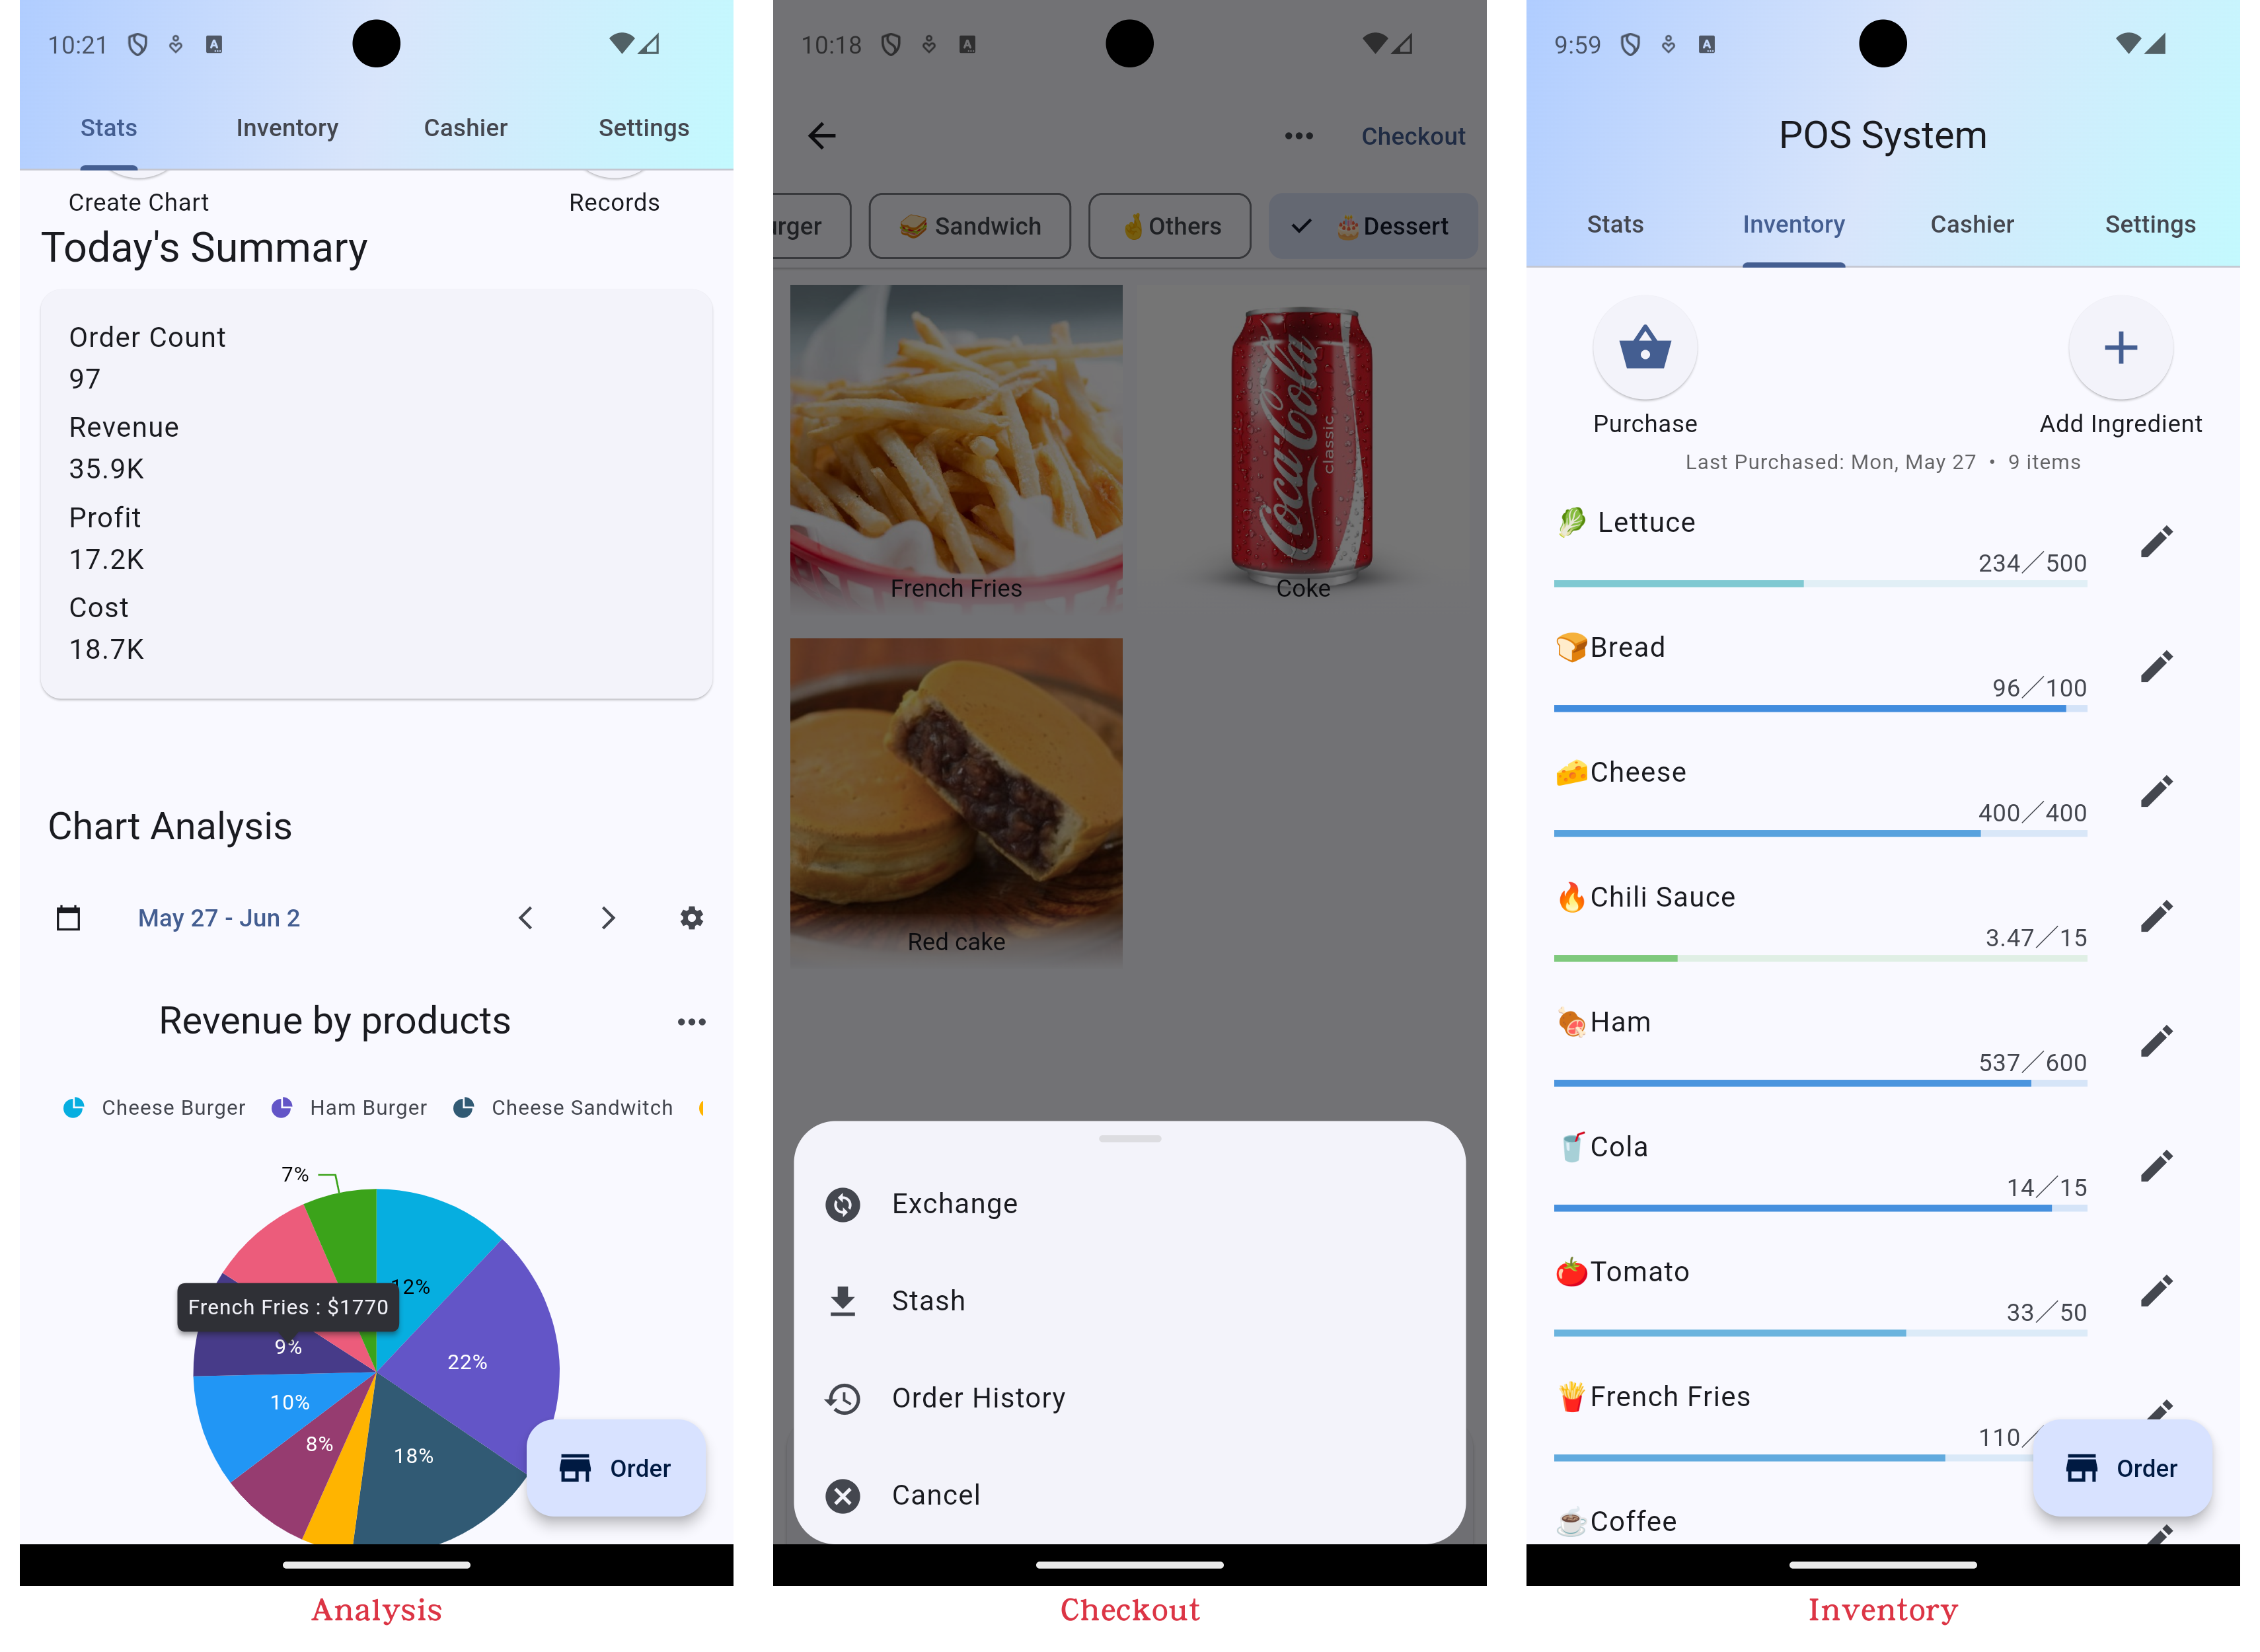 10:21
Stats Inventory Cashier Settings
Create Chart Records
Today's Summary
Order Count
97
Revenue
35.9K
Profit
17.2K
Cost
18.7K
Chart Analysis
May 27 - Jun 2
Revenue by products
Cheese Burger Ham Burger Cheese Sandwitch
7%
12%
French Fries : $1770
9%
22%
10%
8%
18%
Order
Analysis
10:18
Checkout
Sandwich Others Dessert
Coca-Cola
classic
French Fries Coke
Red cake
Exchange
Stash
Order History
Cancel
Checkout
9:59
POS System
Stats Inventory Cashier Settings
Purchase Add Ingredient
Last Purchased: Mon, May 27 • 9 items
Lettuce
234／500
Bread
96／100
Cheese
400／400
Chili Sauce
3.47／15
Ham
537／600
Cola
14／15
Tomato
33／50
French Fries
110／
Order
Coffee
Inventory